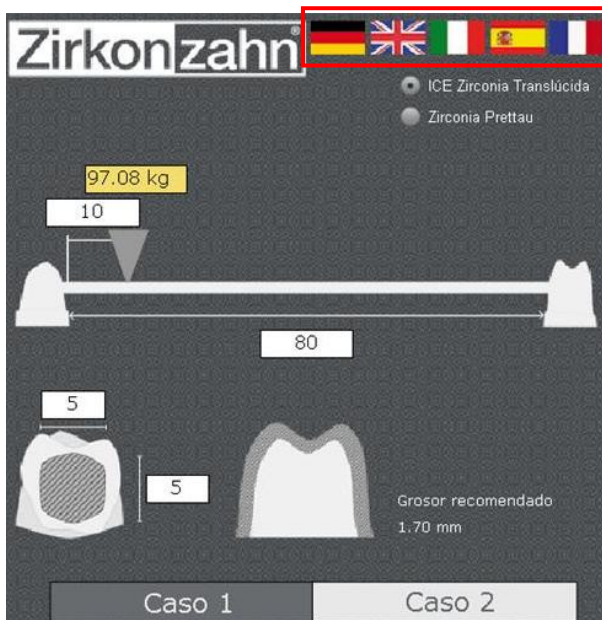 Zirkonzahn®
ICE Zirconia Translúcida
Zirconia Prettau
97.08 kg
10
80
5
5
Grosor recomendado
1.70 mm
Caso 1
Caso 2